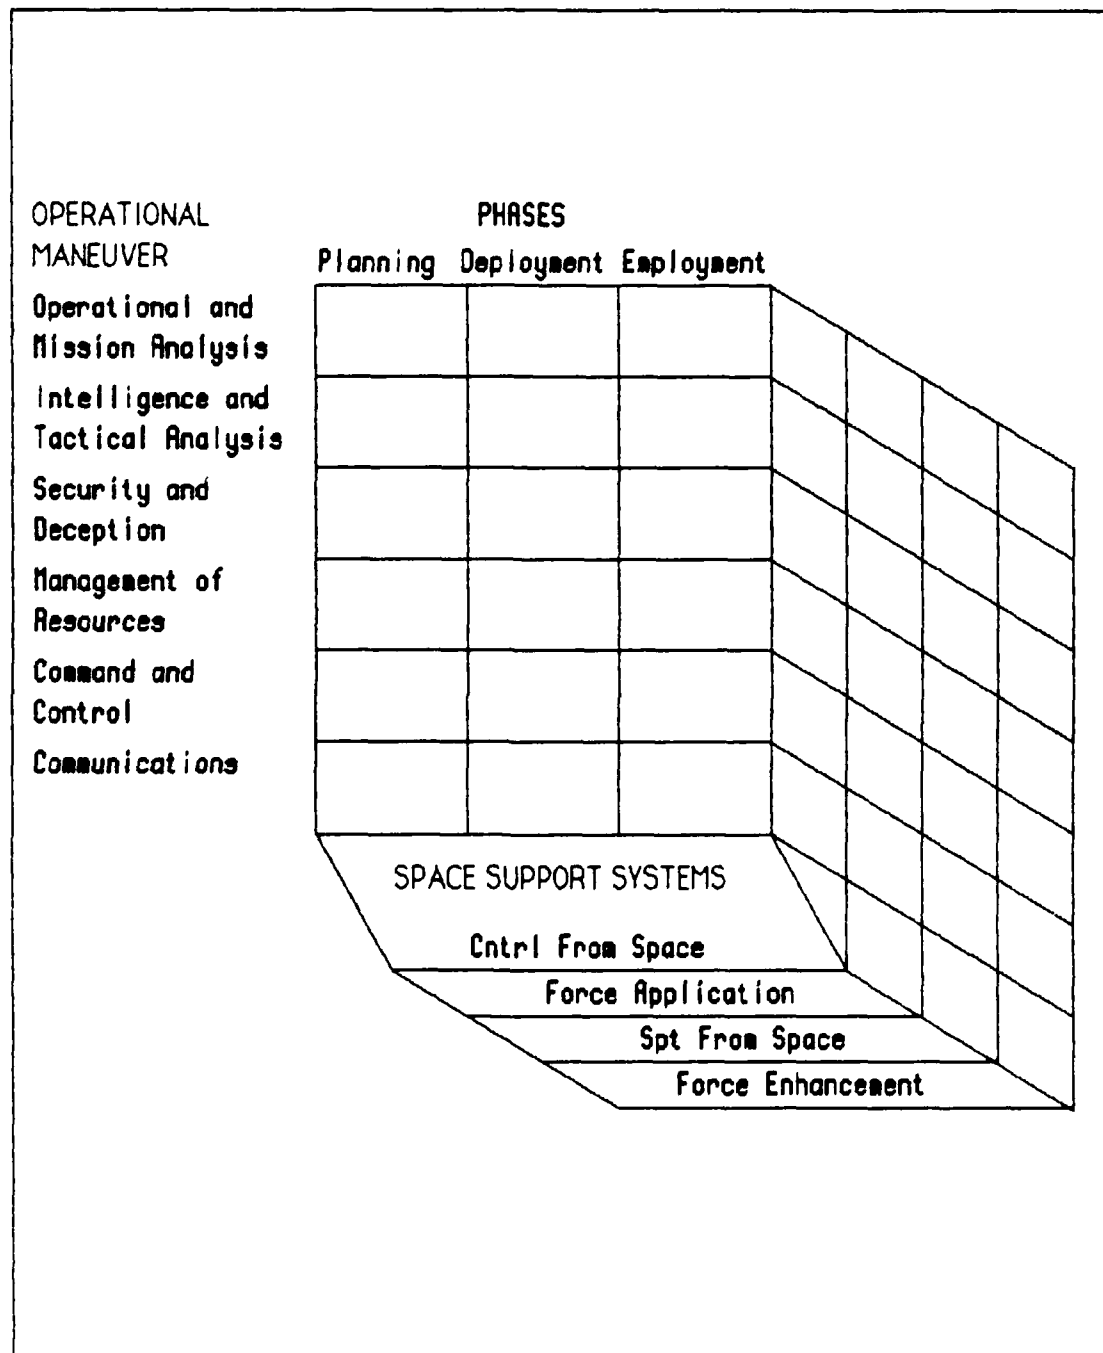 OPERATIONAL
MANEUVER
PHASES
Planning Deployment Employment
Operational and
Mission Analysis
Intelligence and
Tactical Analysis
Security and
Deception
Management of
Resources
Command and
Control
Communications
SPACE SUPPORT SYSTEMS
Cntrl From Space
Force Application
Spt From Space
Force Enhancement